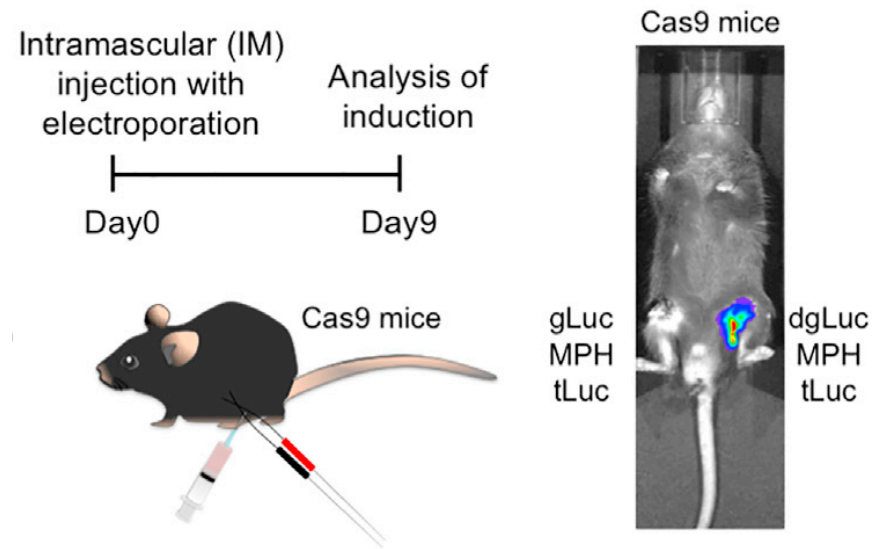 Intramascular (IM)
injection with
electroporation
Analysis of
induction
Day0
Day9
Cas9 mice
Cas9 mice
gLuc
MPH
tLuc
dgLuc
MPH
tLuc